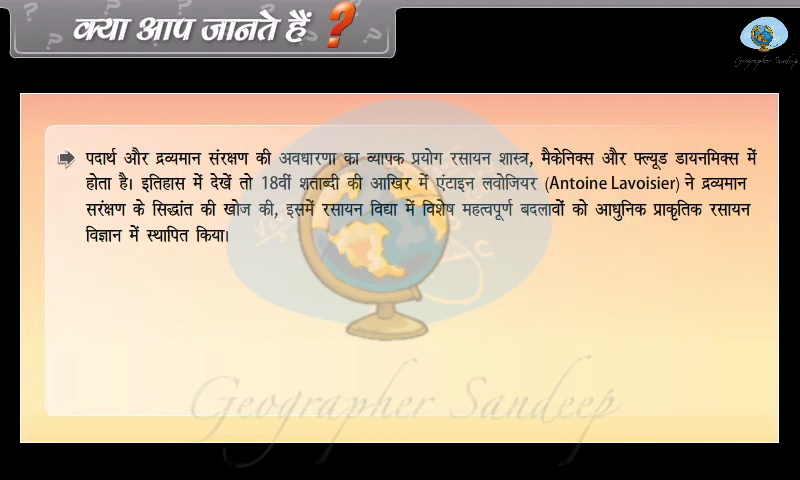 क्या आप जानते हैं ?
Geographer Sandeep
पदार्थ और द्रव्यमान संरक्षण की अवधारणा का व्यापक प्रयोग रसायन शास्त्र, मैकेनिक्स और फ्ल्यूड डायनमिक्स में
होता है। इतिहास में देखें तो 18वीं शताब्दी की आखिर में एंटाइन लवोजियर (Antoine Lavoisier) ने द्रव्यमान
सरंक्षण के सिद्धांत की खोज की, इसमें रसायन विद्या में विशेष महत्वपूर्ण बदलावों को आधुनिक प्राकृतिक रसायन
विज्ञान में स्थापित किया।
Geographer Sandeep